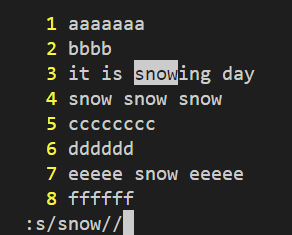 1 aaaaaaa
2 bbbb
3 it is snowing day
4 snow snow snow
5 cccccccc
6 dddddd
7 eeeee snow eeeee
8 ffffff
:s/snow//